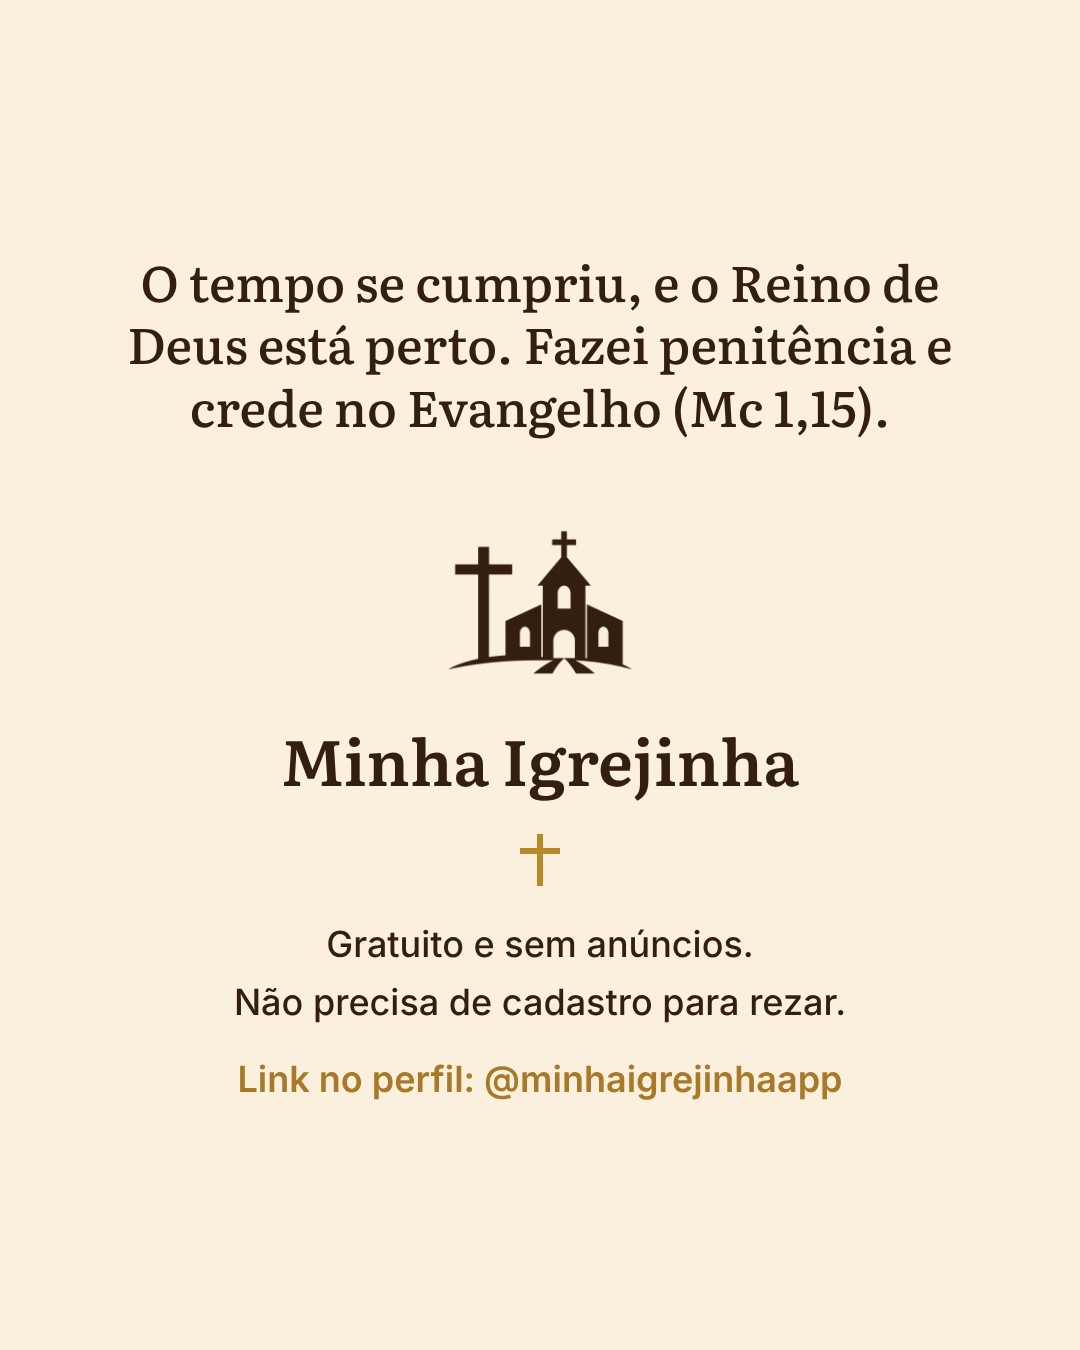 O tempo se cumpriu, e o Reino de
Deus está perto. Fazei penitência e
crede no Evangelho (Mc 1,15).
Minha Igrejinha
Gratuito e sem anúncios.
Não precisa de cadastro para rezar.
Link no perfil: @minhaigrejinhaapp